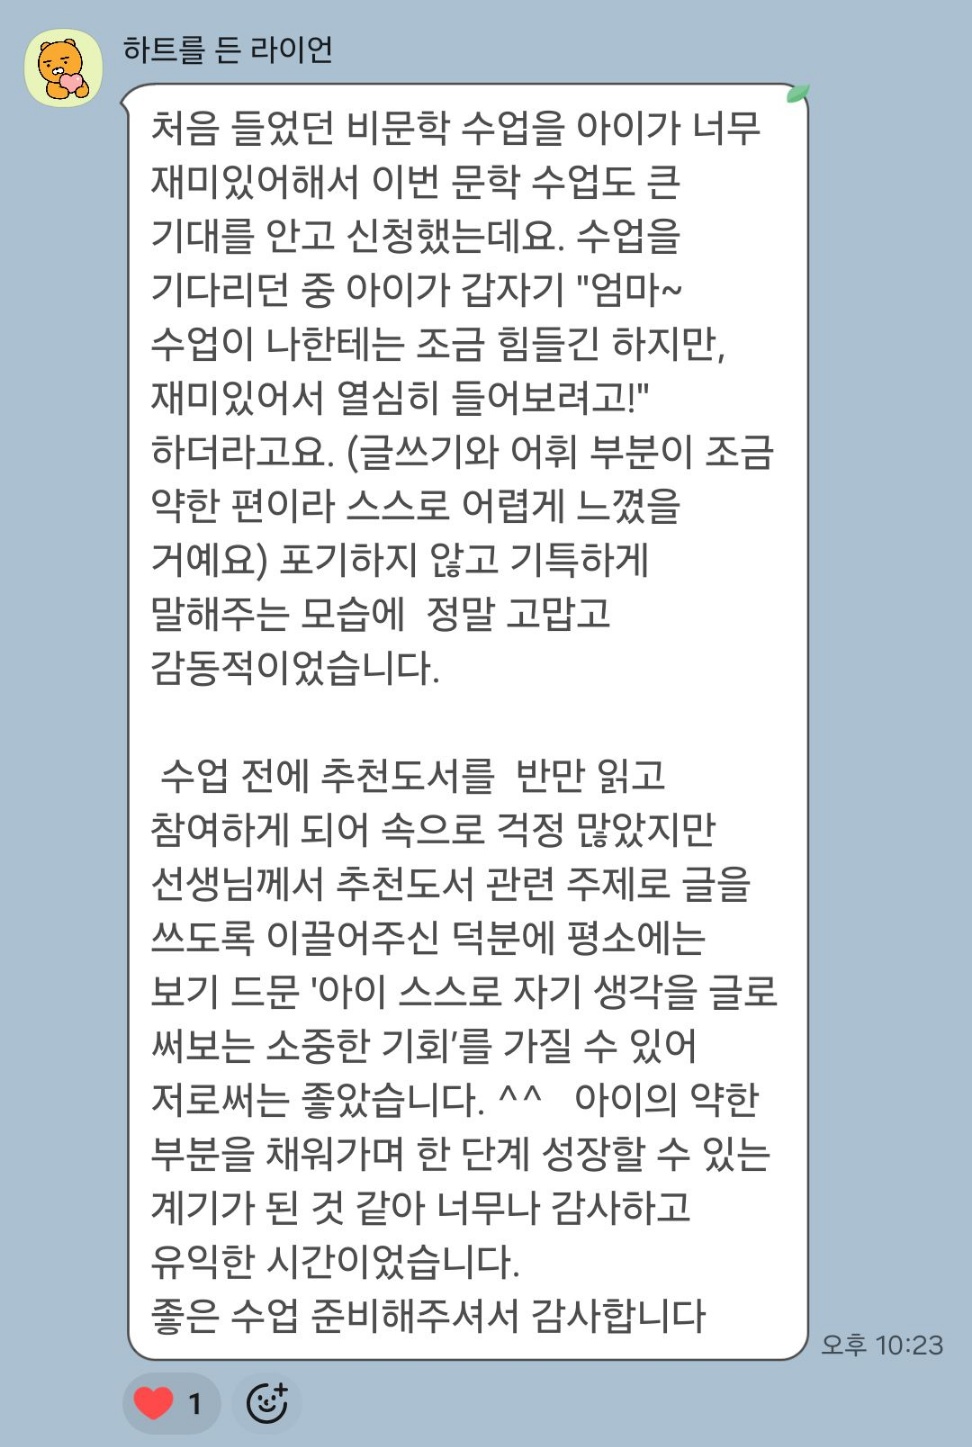 하트를 든 라이언
처음 들었던 비문학 수업을 아이가 너무
재미있어해서 이번 문학 수업도 큰
기대를 안고 신청했는데요. 수업을
기다리던 중 아이가 갑자기 "엄마~
수업이 나한테는 조금 힘들긴 하지만,
재미있어서 열심히 들어보려고!"
하더라고요. (글쓰기와 어휘 부분이 조금
약한 편이라 스스로 어렵게 느꼈을
거예요) 포기하지 않고 기특하게
말해주는 모습에  정말 고맙고
감동적이었습니다.
수업 전에 추천도서를  반만 읽고
참여하게 되어 속으로 걱정 많았지만
선생님께서 추천도서 관련 주제로 글을
쓰도록 이끌어주신 덕분에 평소에는
보기 드문 '아이 스스로 자기 생각을 글로
써보는 소중한 기회'를 가질 수 있어
저로써는 좋았습니다. ^^   아이의 약한
부분을 채워가며 한 단계 성장할 수 있는
계기가 된 것 같아 너무나 감사하고
유익한 시간이었습니다.
좋은 수업 준비해주셔서 감사합니다
오후 10:23
1